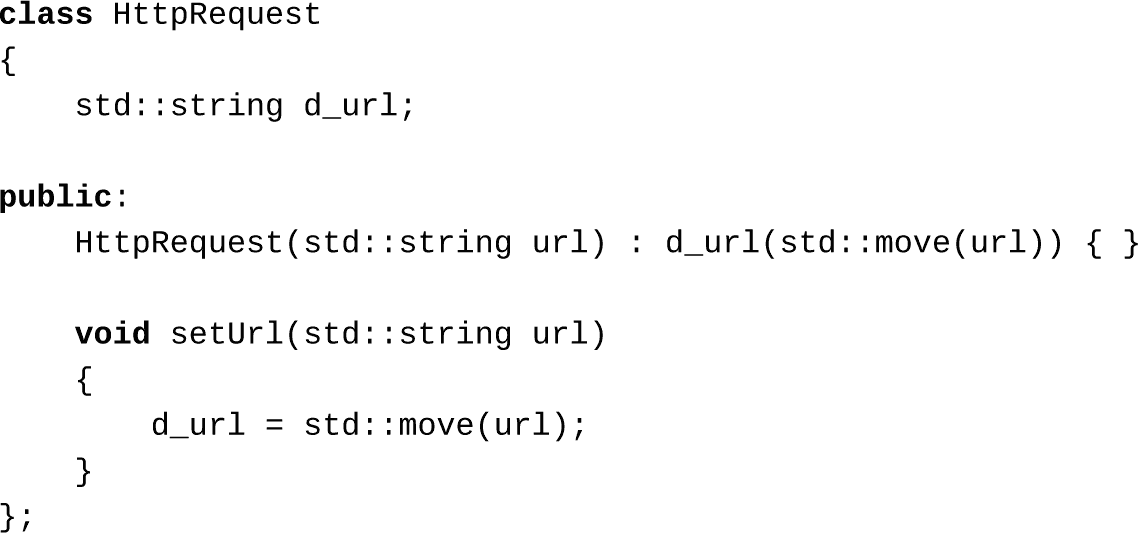 class HttpRequest
{
    std::string d_url;

public:
    HttpRequest(std::string url) : d_url(std::move(url)) { }

    void setUrl(std::string url)
    {
        d_url = std::move(url);
    }
};